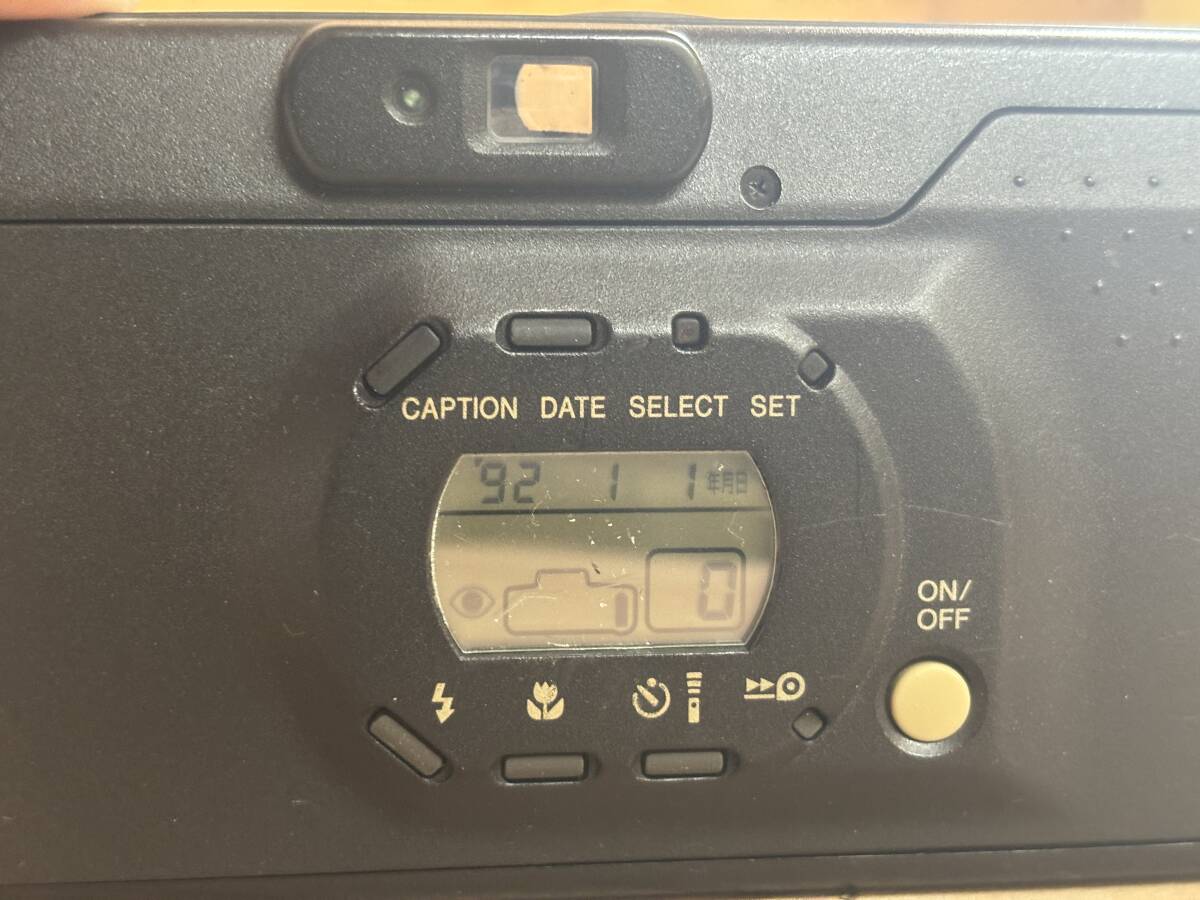 CAPTION DATE SELECT SET
'92 1 1 年月日
0
ON/
OFF